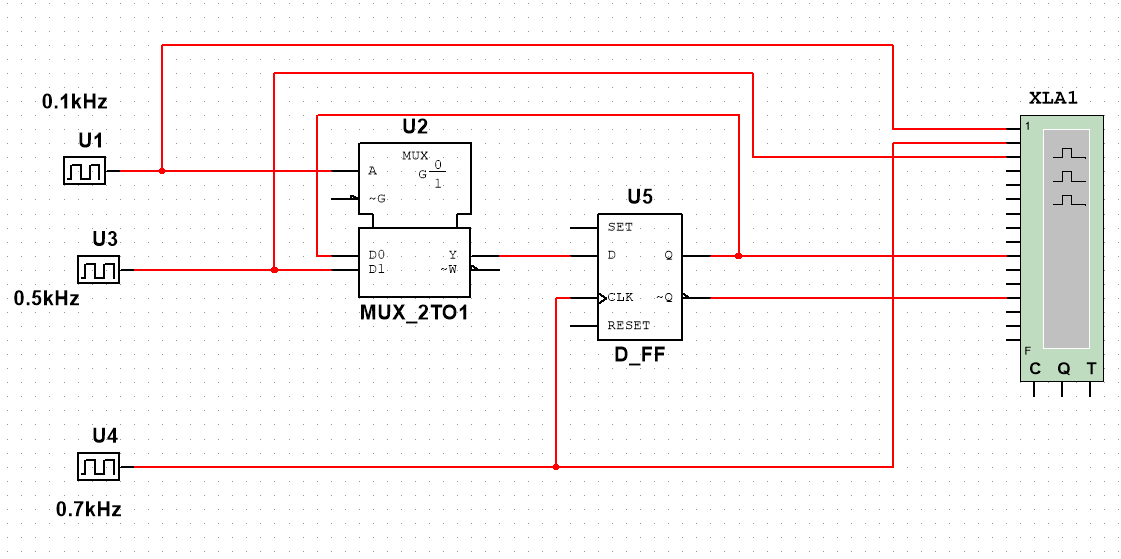 0.1kHz
U1
U2
MUX
G 0
1
A
~G
D0 Y
D1 ~W
MUX_2TO1
U3
0.5kHz
U5
SET
D Q
CLK ~Q
RESET
D_FF
U4
0.7kHz
XLA1
1
F
C Q T